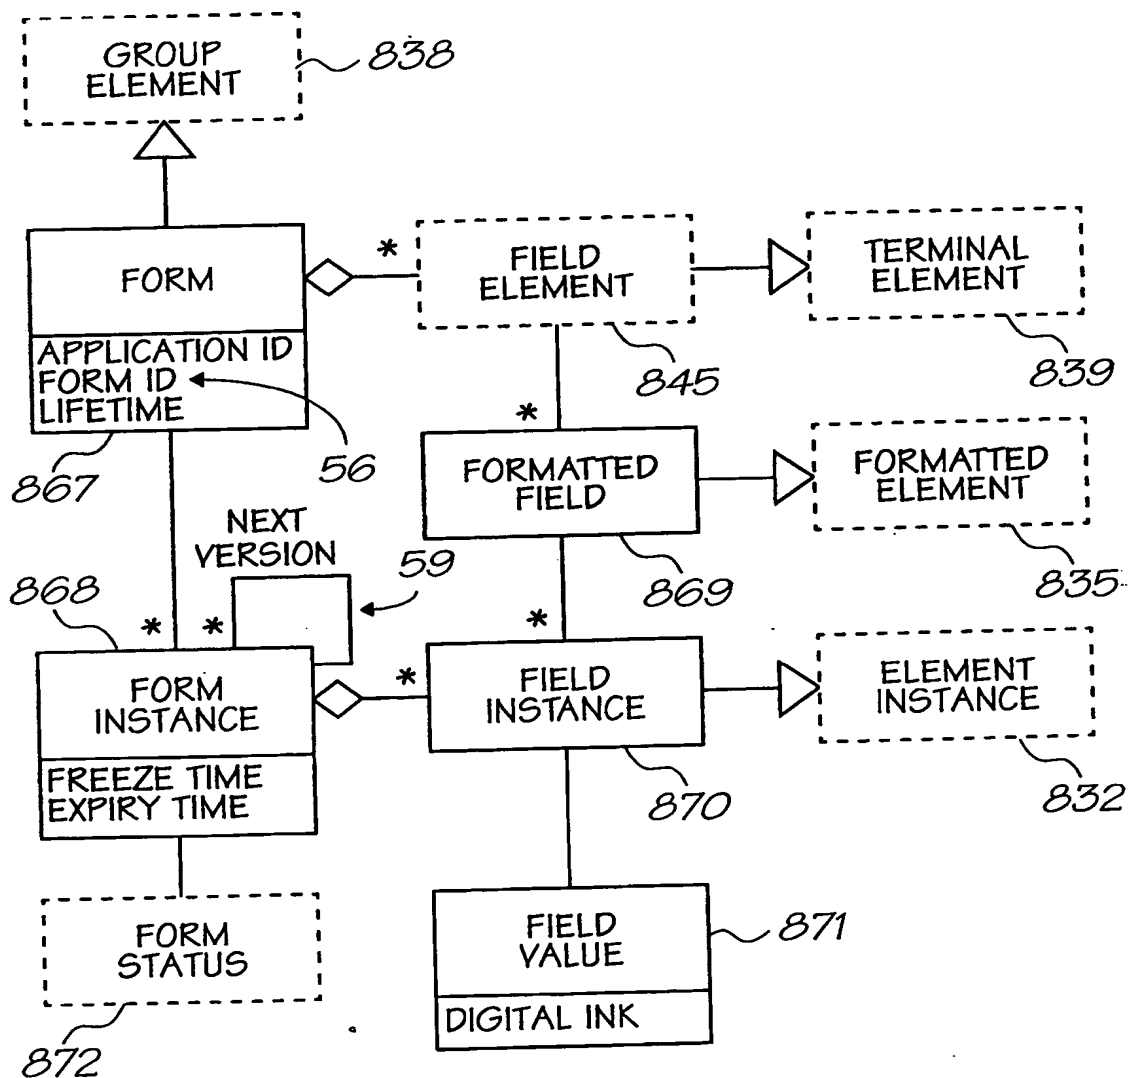 GROUP
ELEMENT
838
FORM
*
FIELD
ELEMENT
TERMINAL
ELEMENT
APPLICATION ID
FORM ID
LIFETIME
845
839
867
56
*
FORMATTED
FIELD
FORMATTED
ELEMENT
NEXT
VERSION
59
869
835
868
*
*
*
FORM
INSTANCE
*
FIELD
INSTANCE
ELEMENT
INSTANCE
FREEZE TIME
EXPIRY TIME
870
832
FORM
STATUS
FIELD
VALUE
871
DIGITAL INK
872